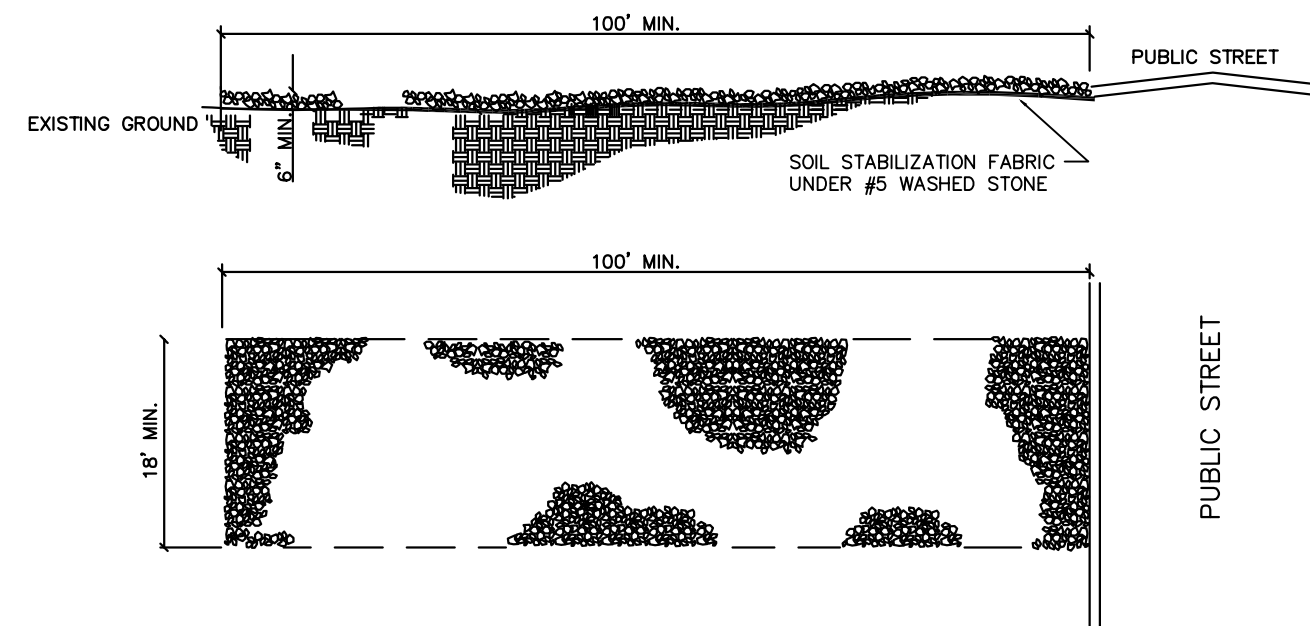 100' MIN.
PUBLIC STREET
EXISTING GROUND
6" MIN.
SOIL STABILIZATION FABRIC
UNDER #5 WASHED STONE
100' MIN.
18' MIN.
PUBLIC STREET